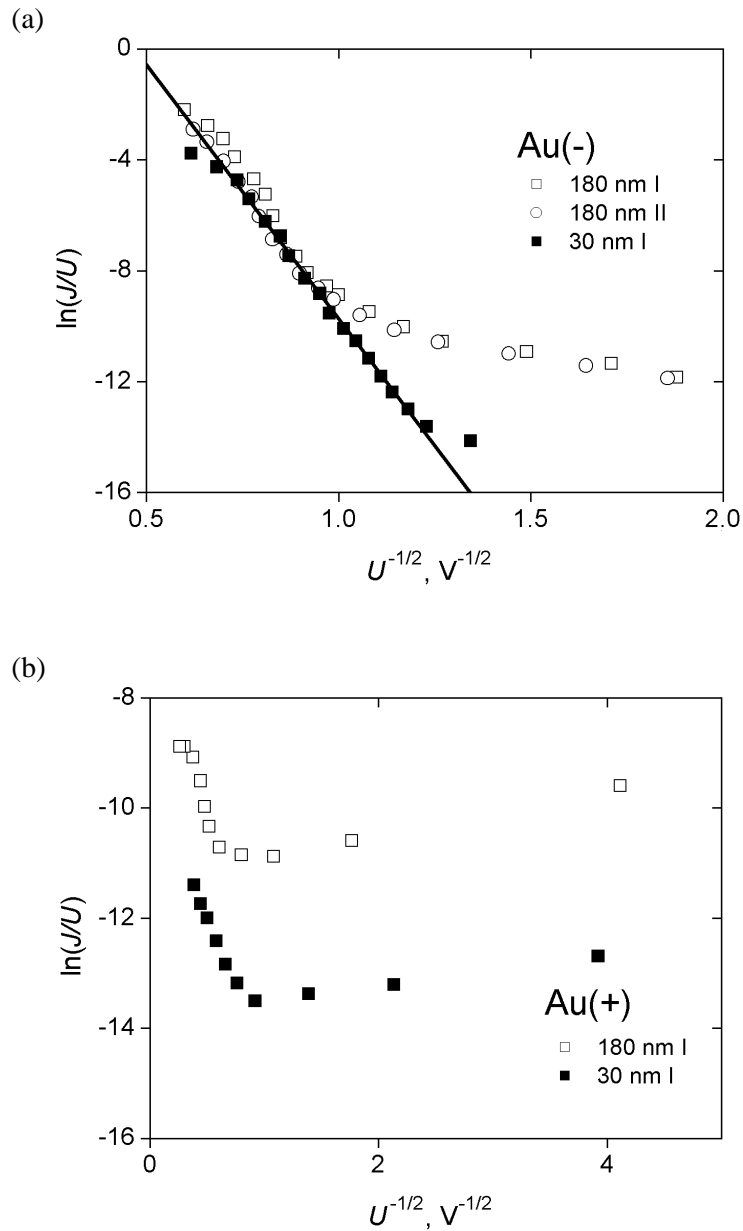 (a)
0
-4
-8
-12
-16
ln(J/U)
Au(-)
180 nm I
180 nm II
30 nm I
0.5 1.0 1.5 2.0
U^-1/2, V^-1/2
(b)
-8
-10
-12
-14
-16
ln(J/U)
Au(+)
180 nm I
30 nm I
0 2 4
U^-1/2, V^-1/2